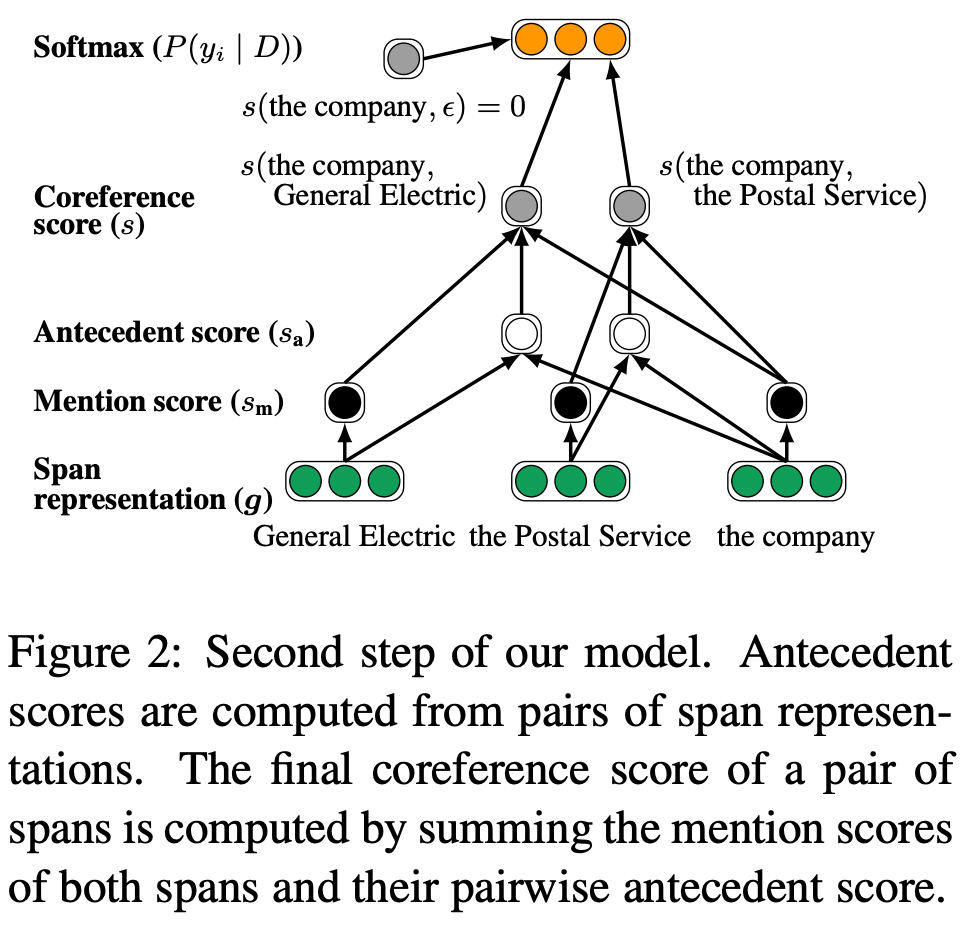 Softmax (P(y_i | D))
s(the company, ϵ) = 0
s(the company,
General Electric)
s(the company,
the Postal Service)
Coreference
score (s)
Antecedent score (s_a)
Mention score (s_m)
Span
representation (g)
General Electric the Postal Service the company
Figure 2: Second step of our model. Antecedent
scores are computed from pairs of span represen-
tations. The final coreference score of a pair of
spans is computed by summing the mention scores
of both spans and their pairwise antecedent score.